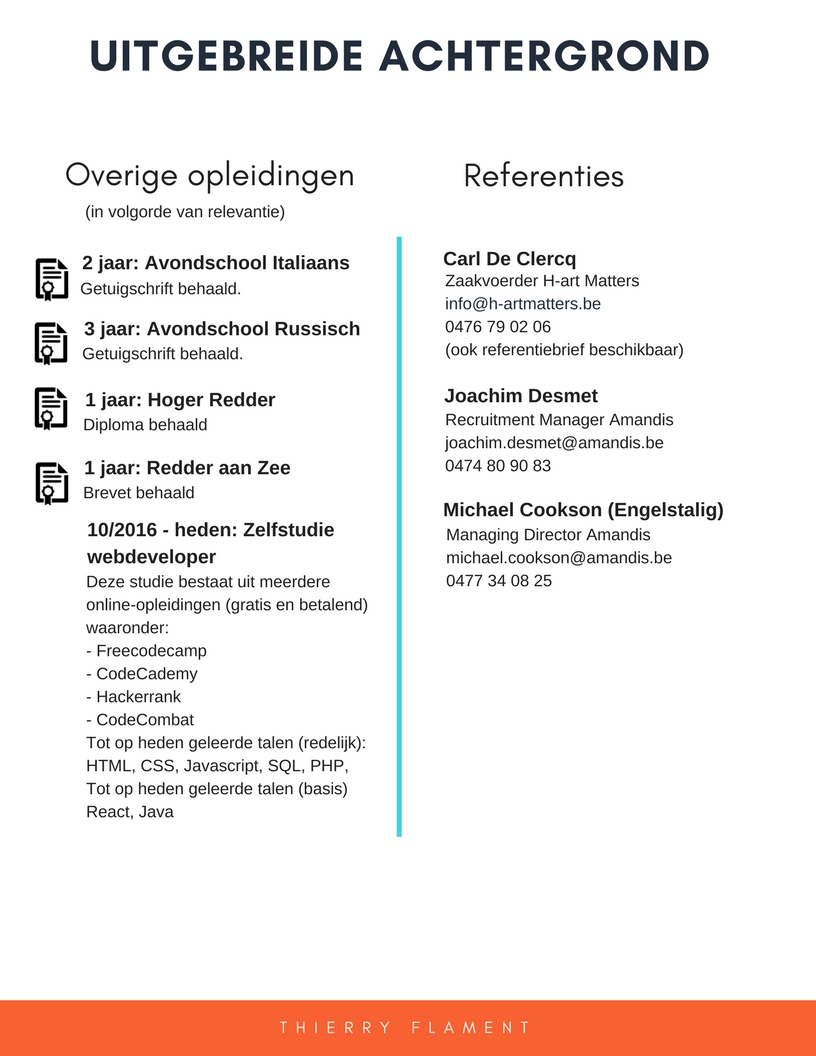 UITGEBREIDE ACHTERGROND
Overige opleidingen
(in volgorde van relevantie)
2 jaar: Avondschool Italiaans
Getuigschrift behaald.
3 jaar: Avondschool Russisch
Getuigschrift behaald.
1 jaar: Hoger Redder
Diploma behaald
1 jaar: Redder aan Zee
Brevet behaald
10/2016 - heden: Zelfstudie
webdeveloper
Deze studie bestaat uit meerdere
online-opleidingen (gratis en betalend)
waaronder:
- Freecodecamp
- CodeCademy
- Hackerrank
- CodeCombat
Tot op heden geleerde talen (redelijk):
HTML, CSS, Javascript, SQL, PHP,
Tot op heden geleerde talen (basis)
React, Java
Referenties
Carl De Clercq
Zaakvoerder H-art Matters
info@h-artmatters.be
0476 79 02 06
(ook referentiebrief beschikbaar)
Joachim Desmet
Recruitment Manager Amandis
joachim.desmet@amandis.be
0474 80 90 83
Michael Cookson (Engelstalig)
Managing Director Amandis
michael.cookson@amandis.be
0477 34 08 25
THIERRY FLAMENT